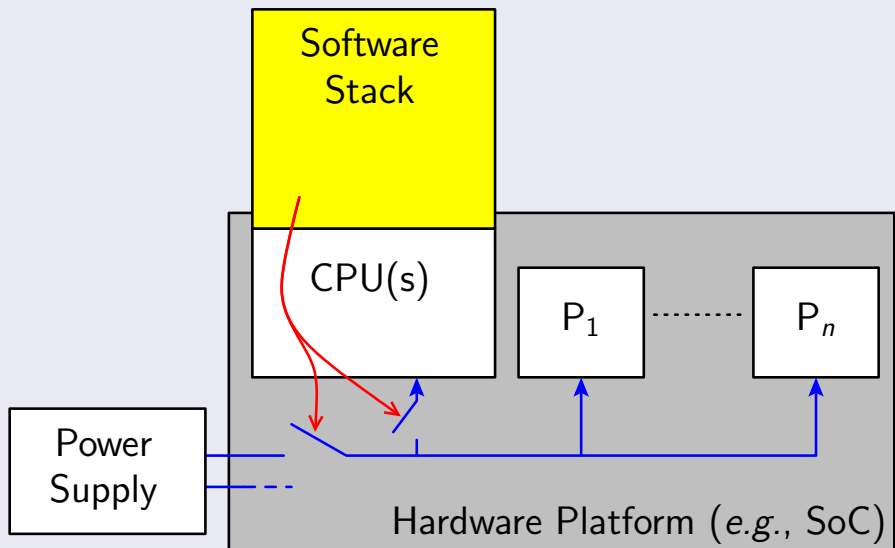 Software
Stack
CPU(s)
P₁
Pₙ
Power
Supply
Hardware Platform (e.g., SoC)